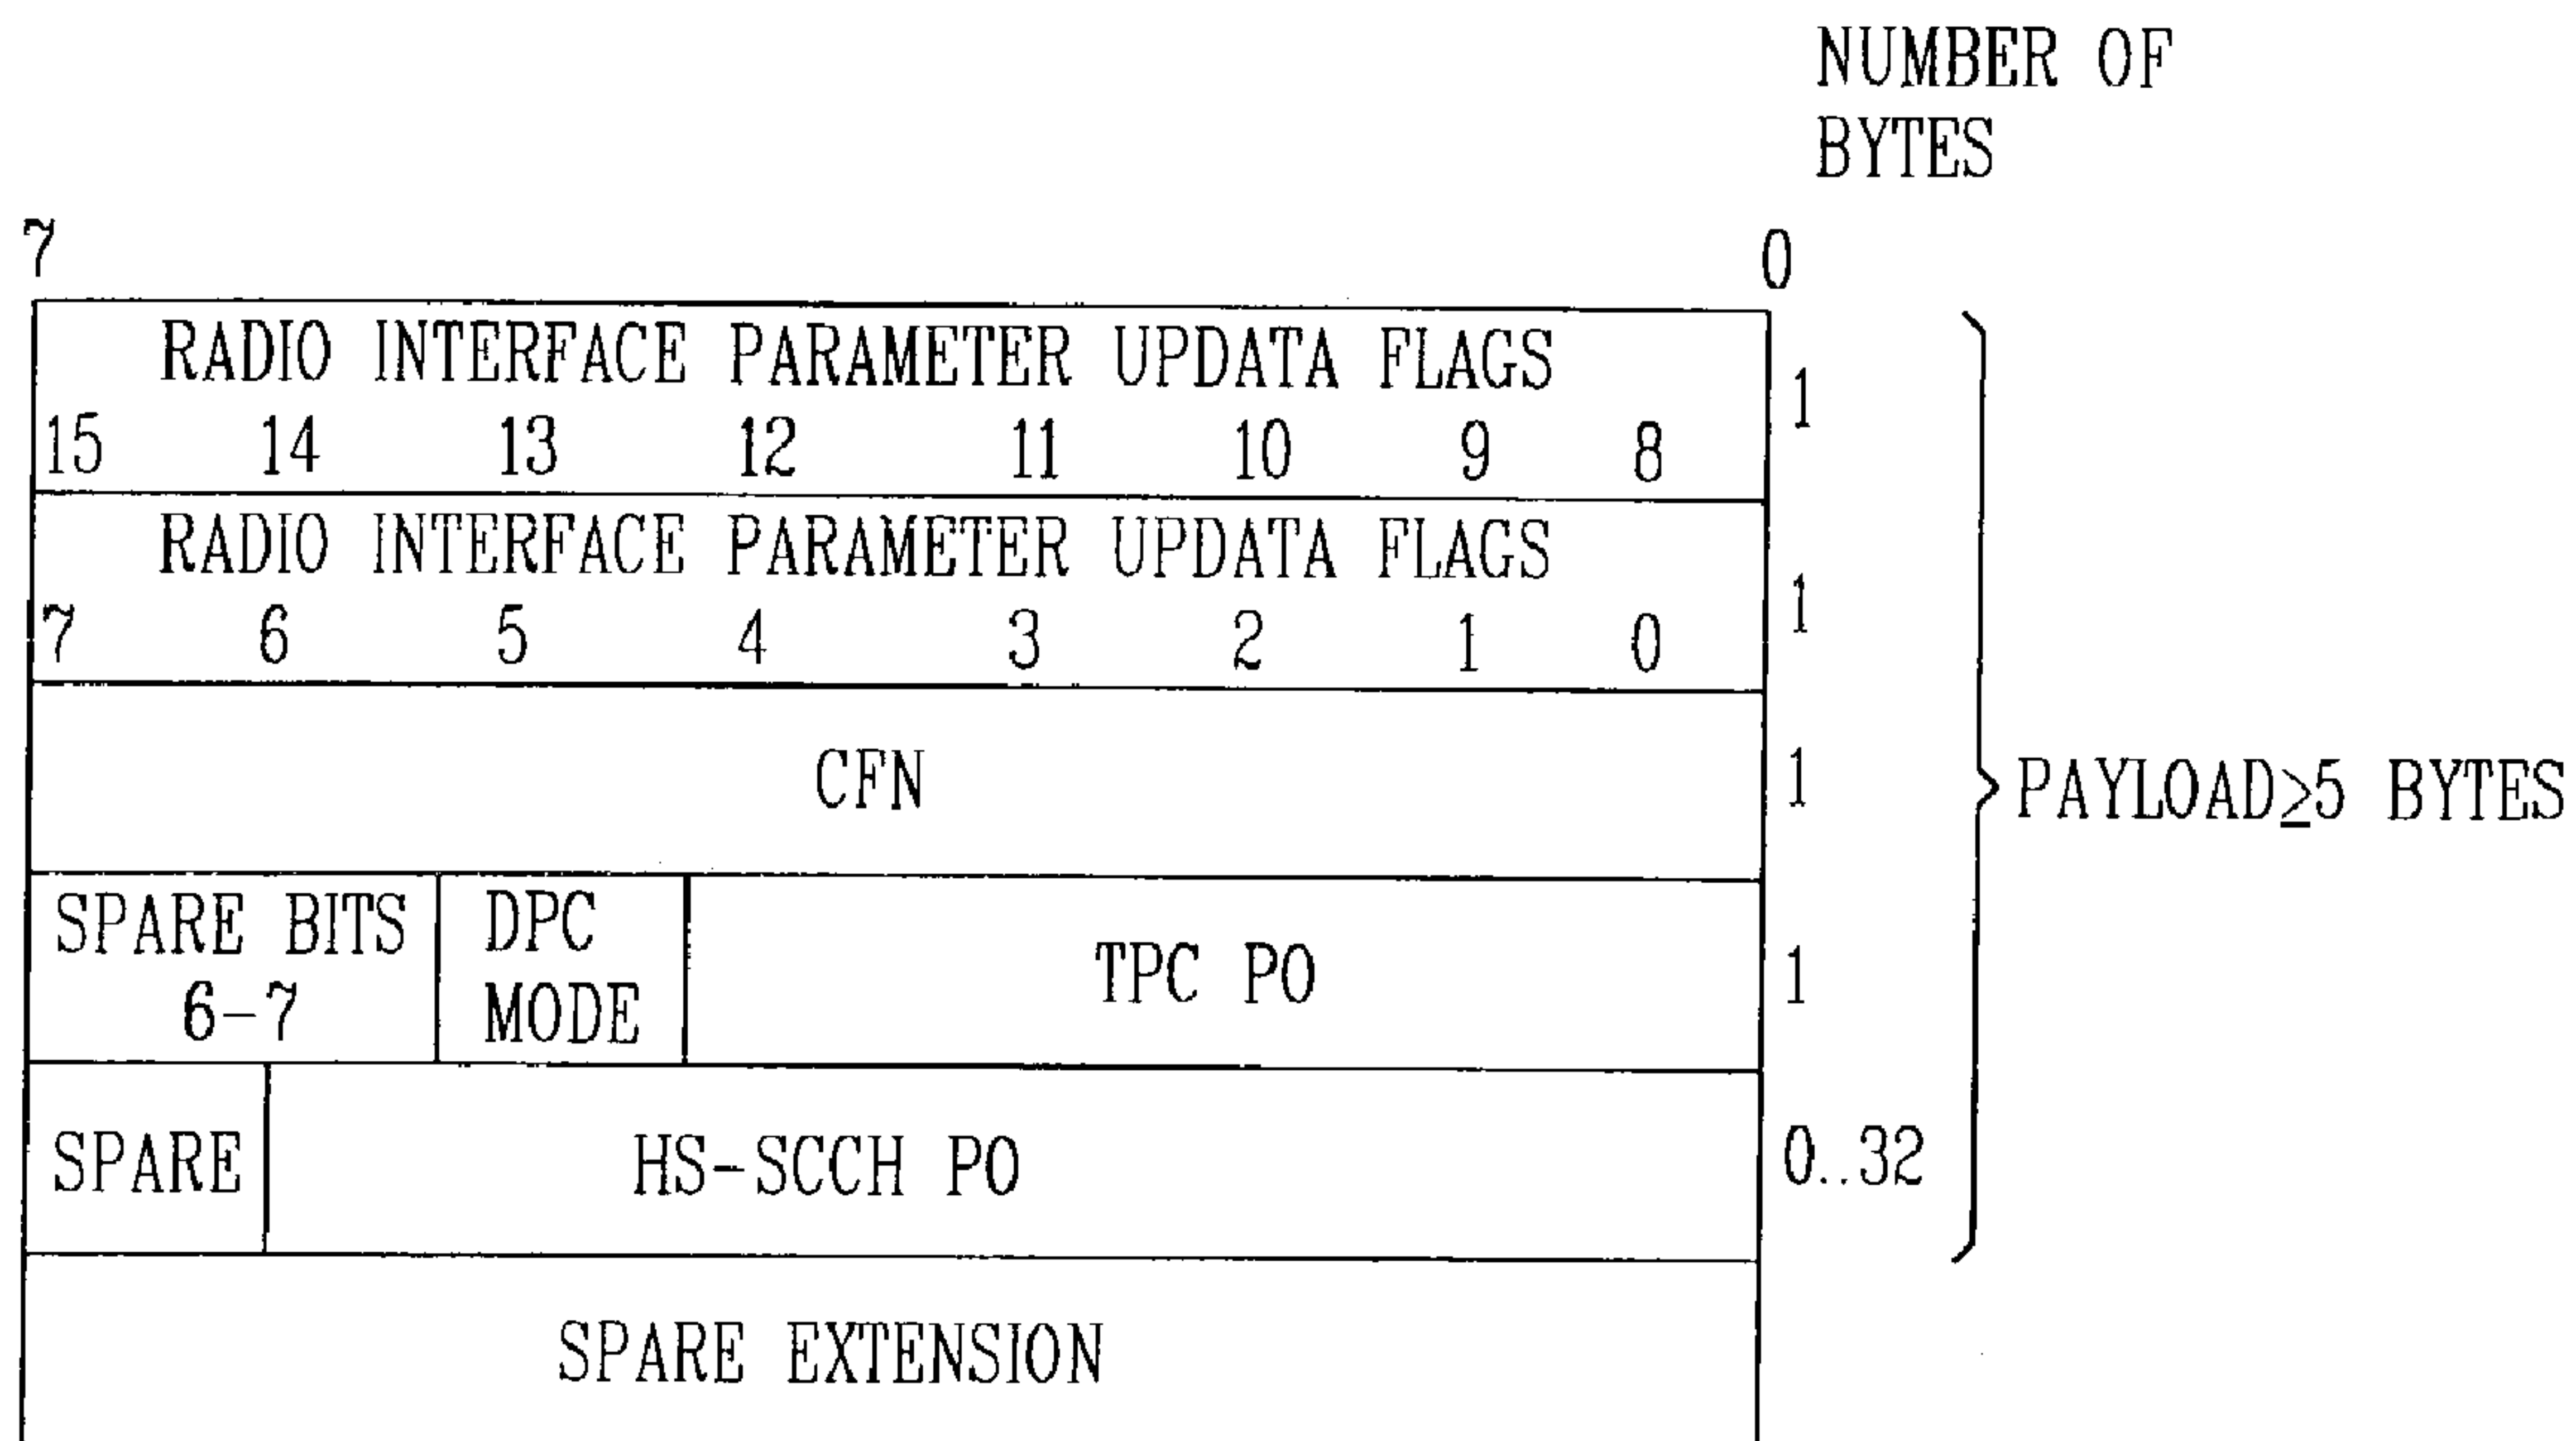 NUMBER OF
BYTES
7 0
RADIO INTERFACE PARAMETER UPDATA FLAGS
15 14 13 12 11 10 9 8
1
RADIO INTERFACE PARAMETER UPDATA FLAGS
7 6 5 4 3 2 1 0
1
CFN
1
PAYLOAD≥5 BYTES
SPARE BITS
6-7
DPC
MODE
TPC PO
1
SPARE
HS-SCCH PO
0..32
SPARE EXTENSION